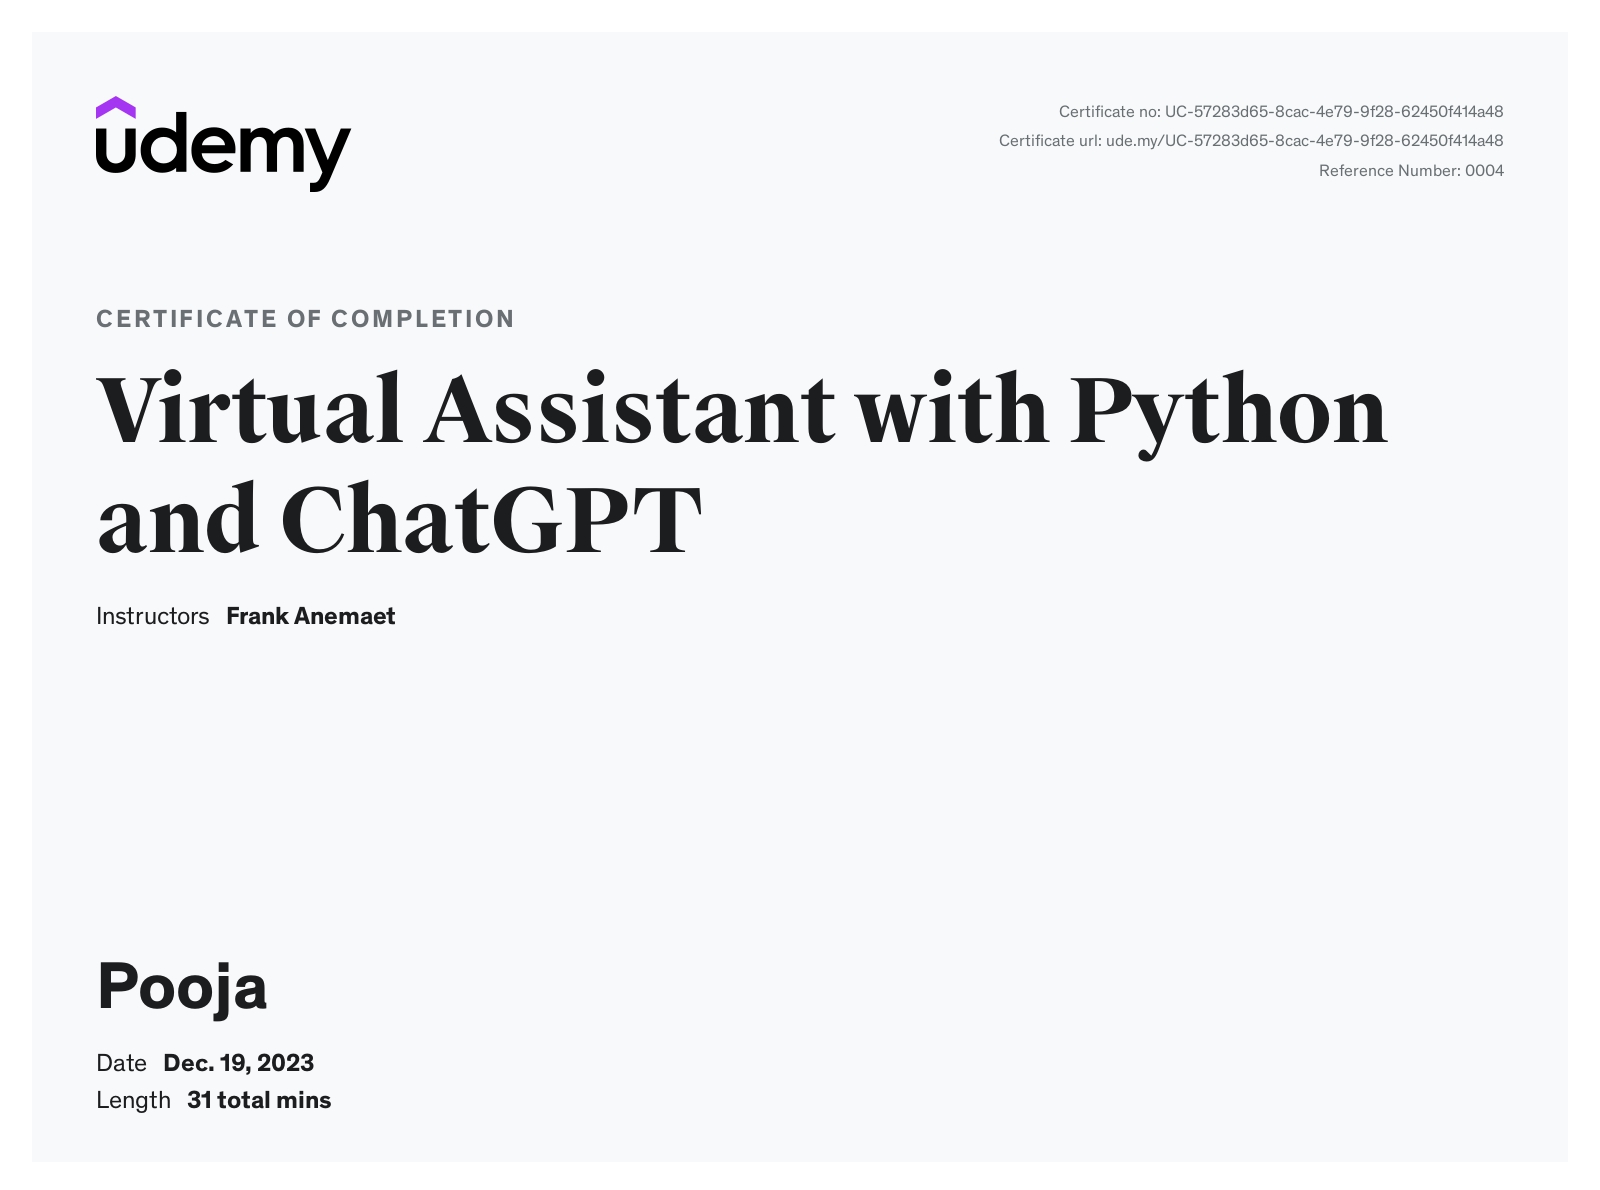 udemy
Certificate no: UC-57283d65-8cac-4e79-9f28-62450f414a48
Certificate url: ude.my/UC-57283d65-8cac-4e79-9f28-62450f414a48
Reference Number: 0004
CERTIFICATE OF COMPLETION
Virtual Assistant with Python
and ChatGPT
Instructors Frank Anemaet
Pooja
Date Dec. 19, 2023
Length 31 total mins